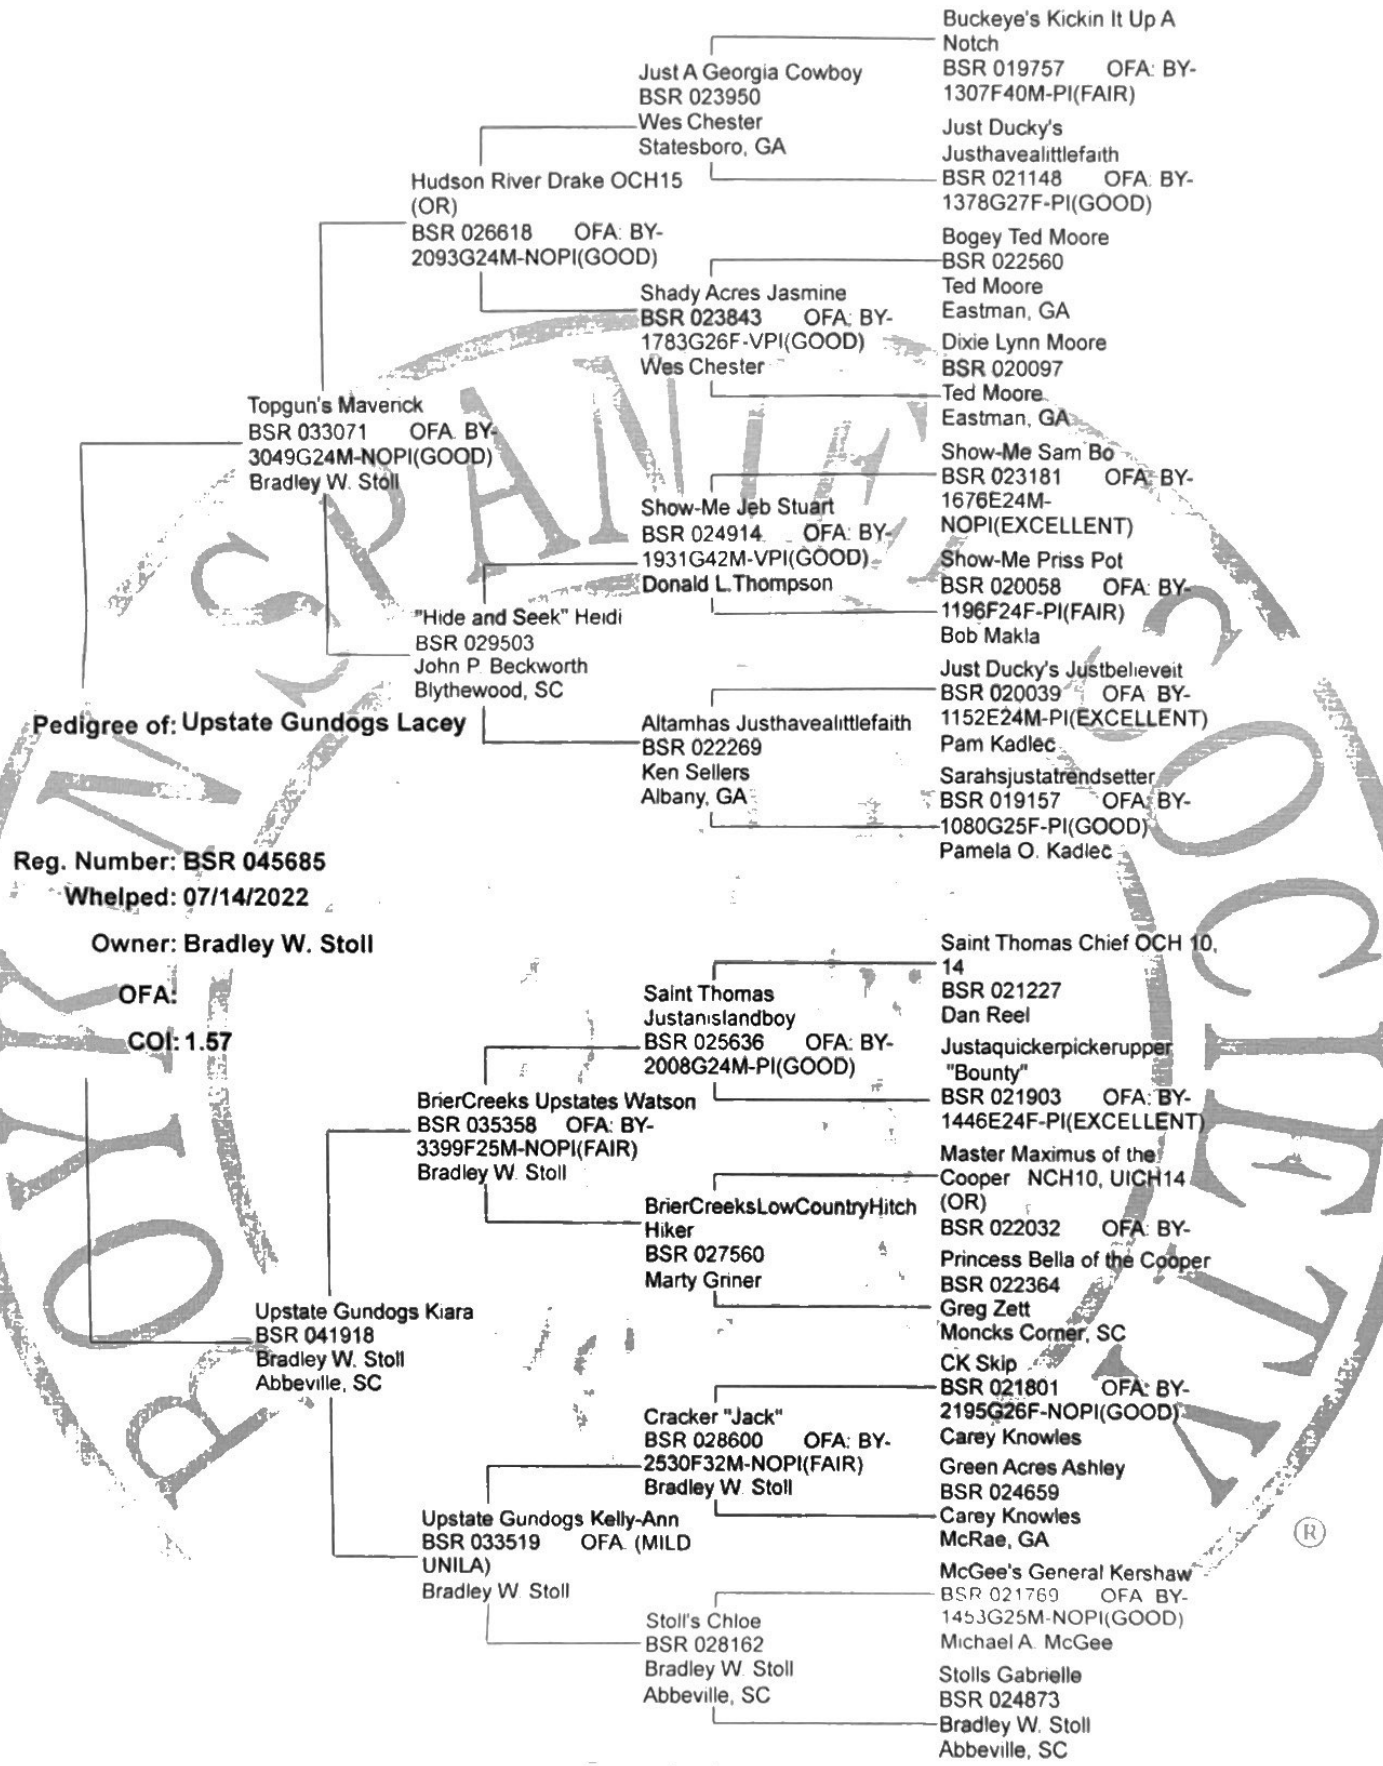 Buckeye's Kickin It Up A
Notch
BSR 019757 OFA: BY-
1307F40M-PI(FAIR)
Just A Georgia Cowboy
BSR 023950
Wes Chester
Statesboro, GA
Just Ducky's
Justhavealittlefaith
BSR 021148 OFA: BY-
1378G27F-PI(GOOD)
Hudson River Drake OCH15
(OR)
BSR 026618 OFA: BY-
2093G24M-NOPI(GOOD)
Bogey Ted Moore
BSR 022560
Ted Moore
Eastman, GA
Shady Acres Jasmine
BSR 023843 OFA: BY-
1783G26F-VPI(GOOD)
Wes Chester
Dixie Lynn Moore
BSR 020097
Ted Moore
Eastman, GA
Topgun's Maverick
BSR 033071 OFA BY-
3049G24M-NOPI(GOOD)
Bradley W. Stoll
Show-Me Sam Bo
BSR 023181 OFA: BY-
1676E24M-
NOPI(EXCELLENT)
Show-Me Jeb Stuart
BSR 024914 OFA: BY-
1931G42M-VPI(GOOD)
Donald L.Thompson
Show-Me Priss Pot
BSR 020058 OFA: BY-
1196F24F-PI(FAIR)
Bob Makla
"Hide and Seek" Heidi
BSR 029503
John P. Beckworth
Blythewood, SC
Just Ducky's Justbelieveit
BSR 020039 OFA: BY-
1152E24M-PI(EXCELLENT)
Pam Kadlec
Altamhas Justhavealittlefaith
BSR 022269
Ken Sellers
Albany, GA
Sarahsjustatrendsetter
BSR 019157 OFA: BY-
1080G25F-PI(GOOD)
Pamela O. Kadlec
Pedigree of: Upstate Gundogs Lacey
Reg. Number: BSR 045685
Whelped: 07/14/2022
Owner: Bradley W. Stoll
OFA:
COI: 1.57
Saint Thomas Chief OCH 10,
14
BSR 021227
Dan Reel
Saint Thomas
Justanislandboy
BSR 025636 OFA: BY-
2008G24M-PI(GOOD)
Justaquickerpickerupper
"Bounty"
BSR 021903 OFA: BY-
1446E24F-PI(EXCELLENT)
BrierCreeks Upstates Watson
BSR 035358 OFA: BY-
3399F25M-NOPI(FAIR)
Bradley W. Stoll
Master Maximus of the
Cooper NCH10, UICH14
(OR)
BSR 022032 OFA: BY-
BrierCreeksLowCountryHitch
Hiker
BSR 027560
Marty Griner
Princess Bella of the Cooper
BSR 022364
Greg Zett
Moncks Corner, SC
Upstate Gundogs Kiara
BSR 041918
Bradley W. Stoll
Abbeville, SC
CK Skip
BSR 021801 OFA: BY-
2195G26F-NOPI(GOOD)
Carey Knowles
Cracker "Jack"
BSR 028600 OFA: BY-
2530F32M-NOPI(FAIR)
Bradley W. Stoll
Green Acres Ashley
BSR 024659
Carey Knowles
McRae, GA
Upstate Gundogs Kelly-Ann
BSR 033519 OFA. (MILD
UNILA)
Bradley W. Stoll
McGee's General Kershaw
BSR 021769 OFA BY-
1453G25M-NOPI(GOOD)
Michael A. McGee
Stoll's Chloe
BSR 028162
Bradley W. Stoll
Abbeville, SC
Stolls Gabrielle
BSR 024873
Bradley W. Stoll
Abbeville, SC
BOYKIN SPANIEL SOCIETY
®